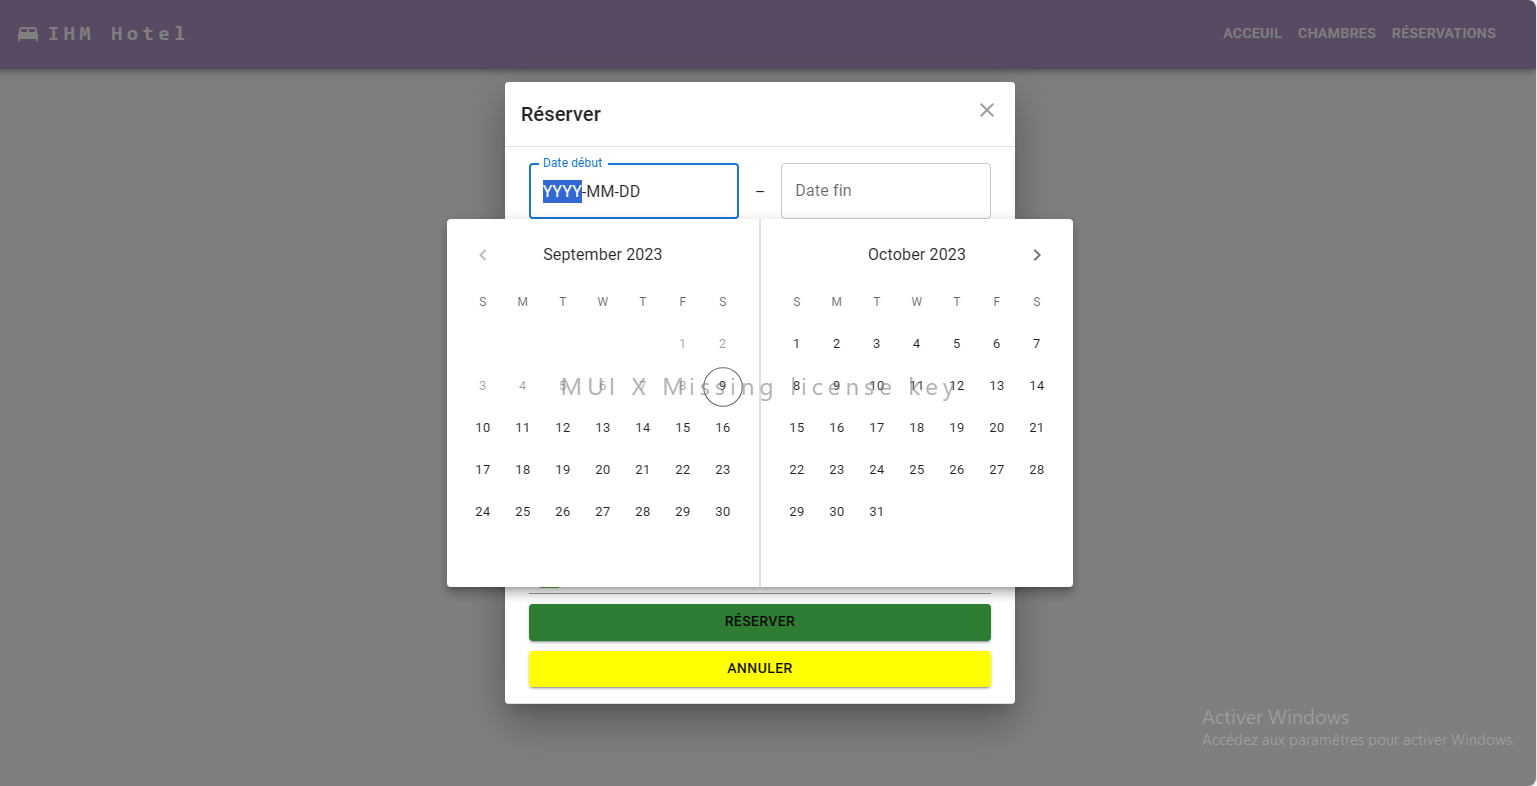 IHM Hotel
ACCEUIL CHAMBRES RÉSERVATIONS
Réserver
Date début
YYYY-MM-DD
–
Date fin
September 2023
S M T W T F S
1 2
3 4 5 6 7 8 9
10 11 12 13 14 15 16
17 18 19 20 21 22 23
24 25 26 27 28 29 30
October 2023
S M T W T F S
1 2 3 4 5 6 7
8 9 10 11 12 13 14
15 16 17 18 19 20 21
22 23 24 25 26 27 28
29 30 31
MUI X Missing license key
RÉSERVER
ANNULER
Activer Windows
Accédez aux paramètres pour activer Windows.